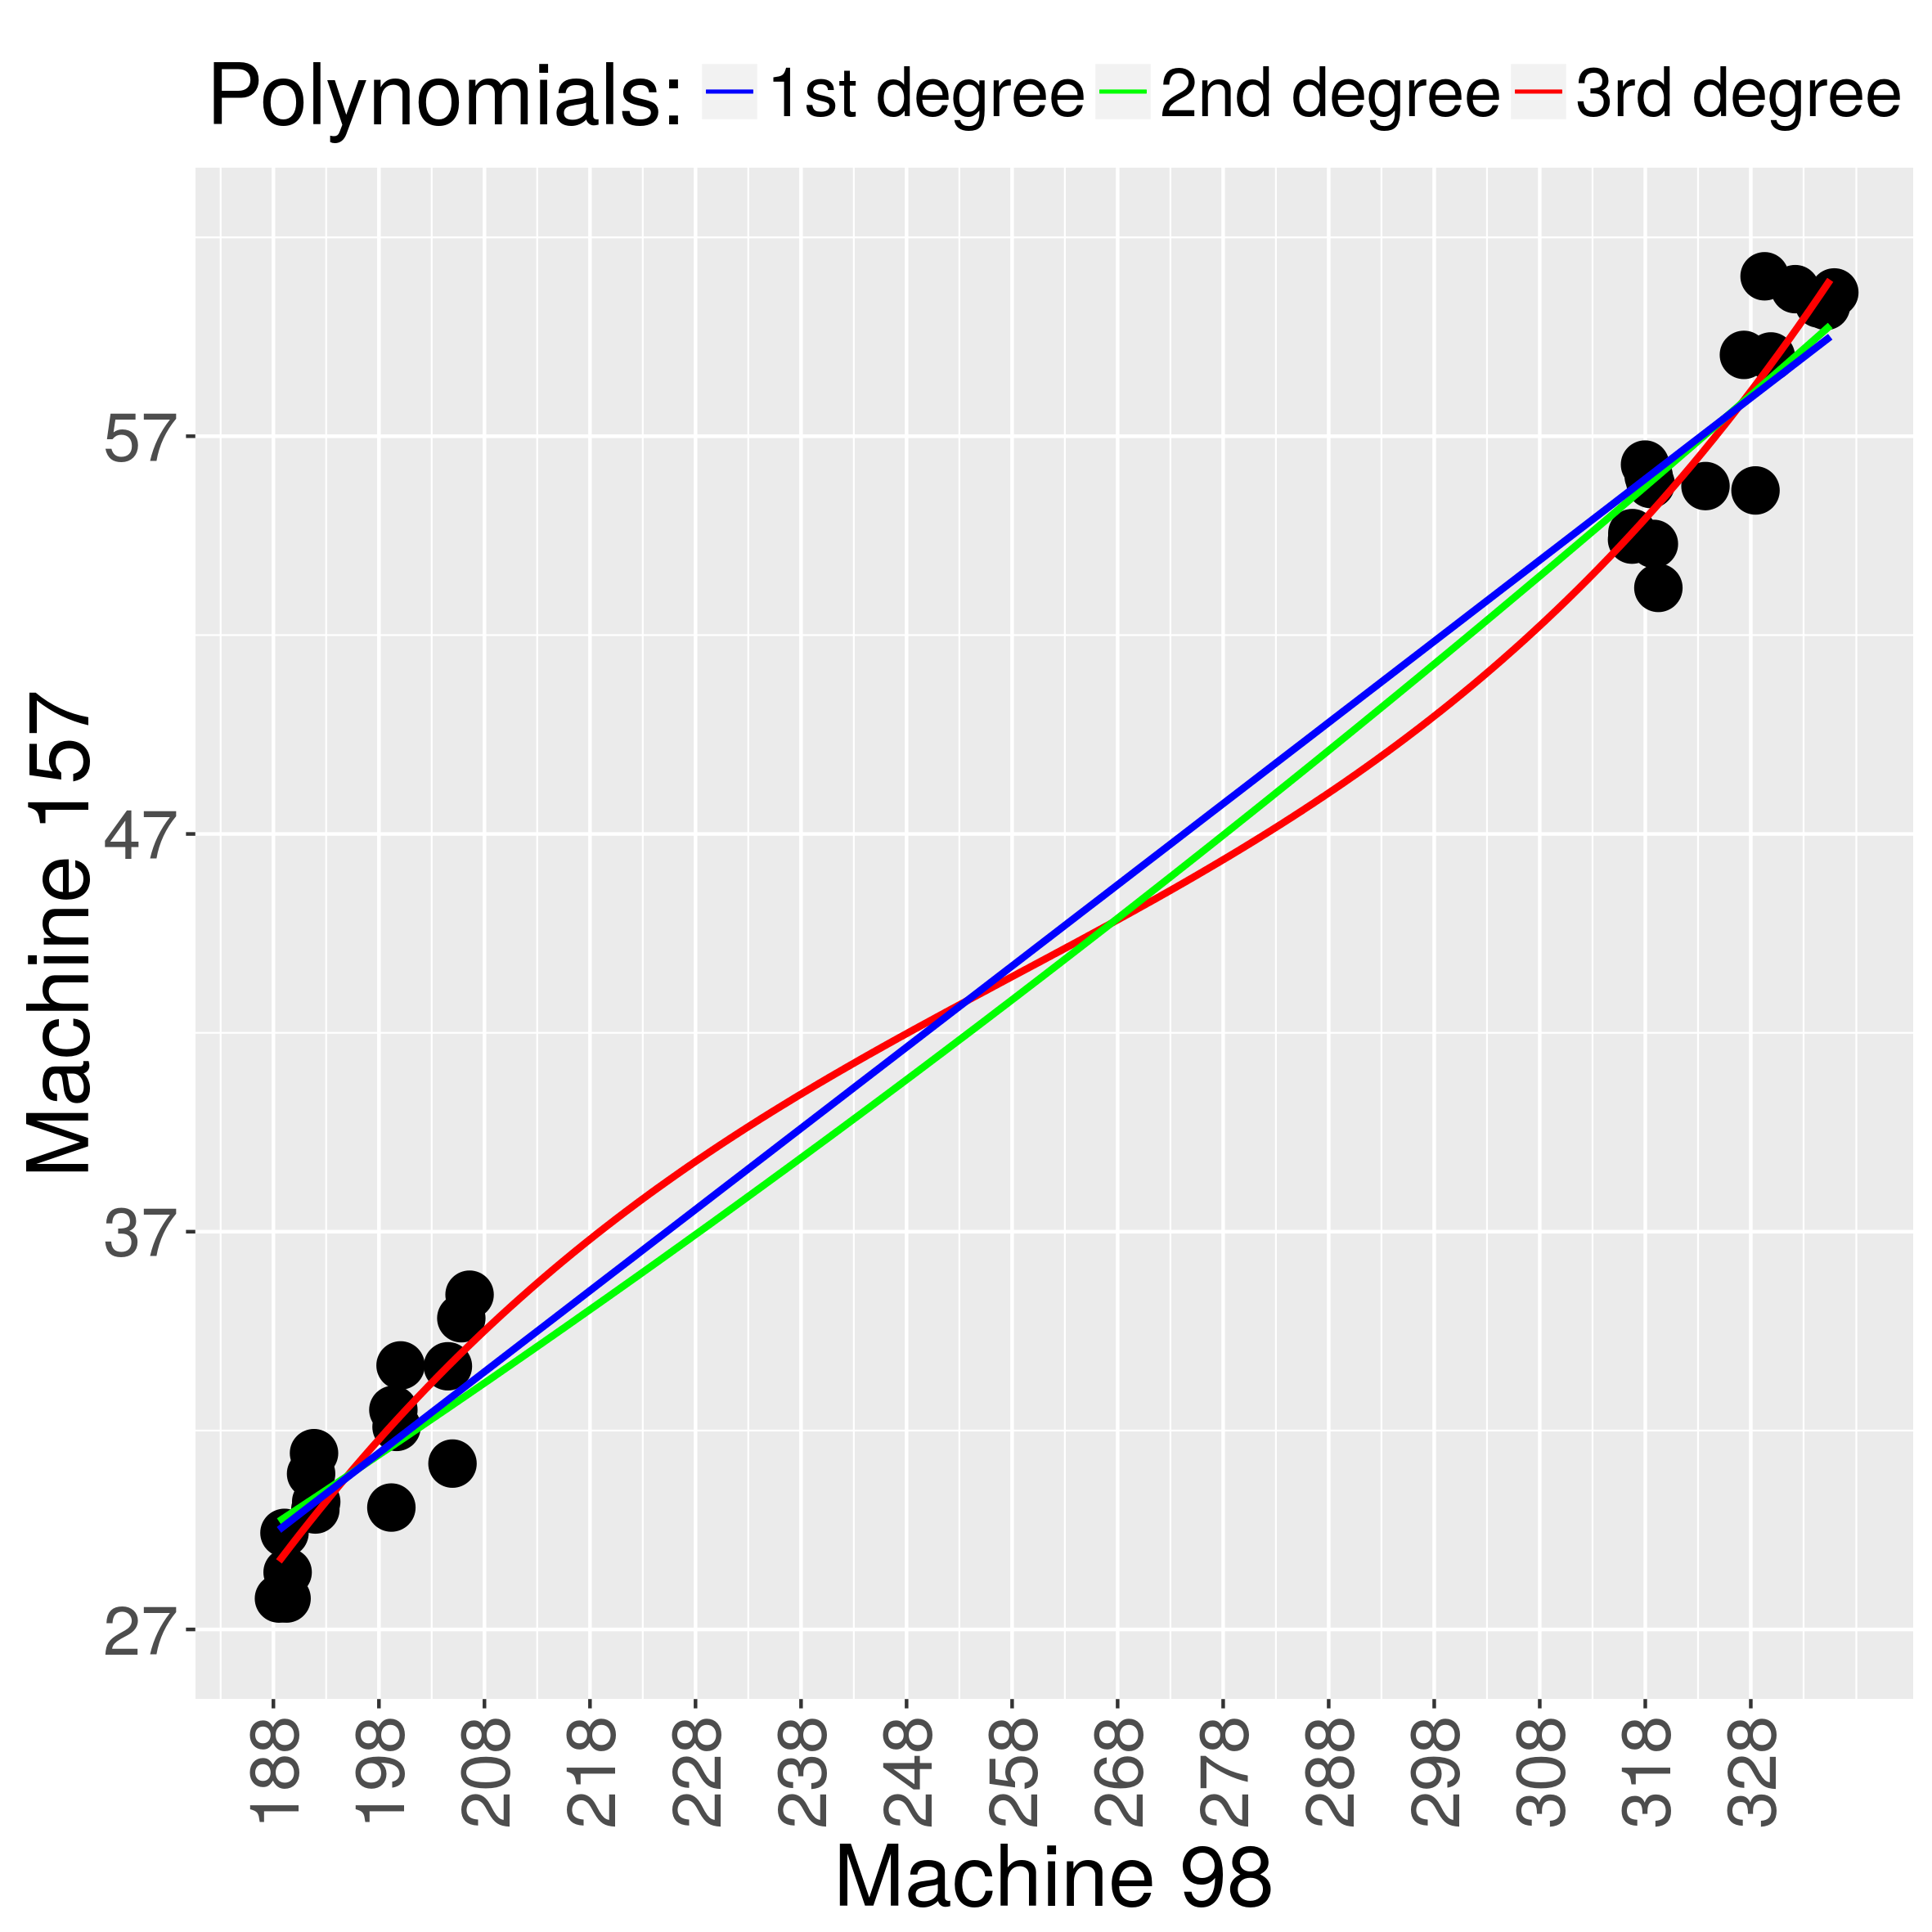 Polynomials: 1st degree 2nd degree 3rd degree
Machine 157
57
47
37
27
188 198 208 218 228 238 248 258 268 278 288 298 308 318 328
Machine 98